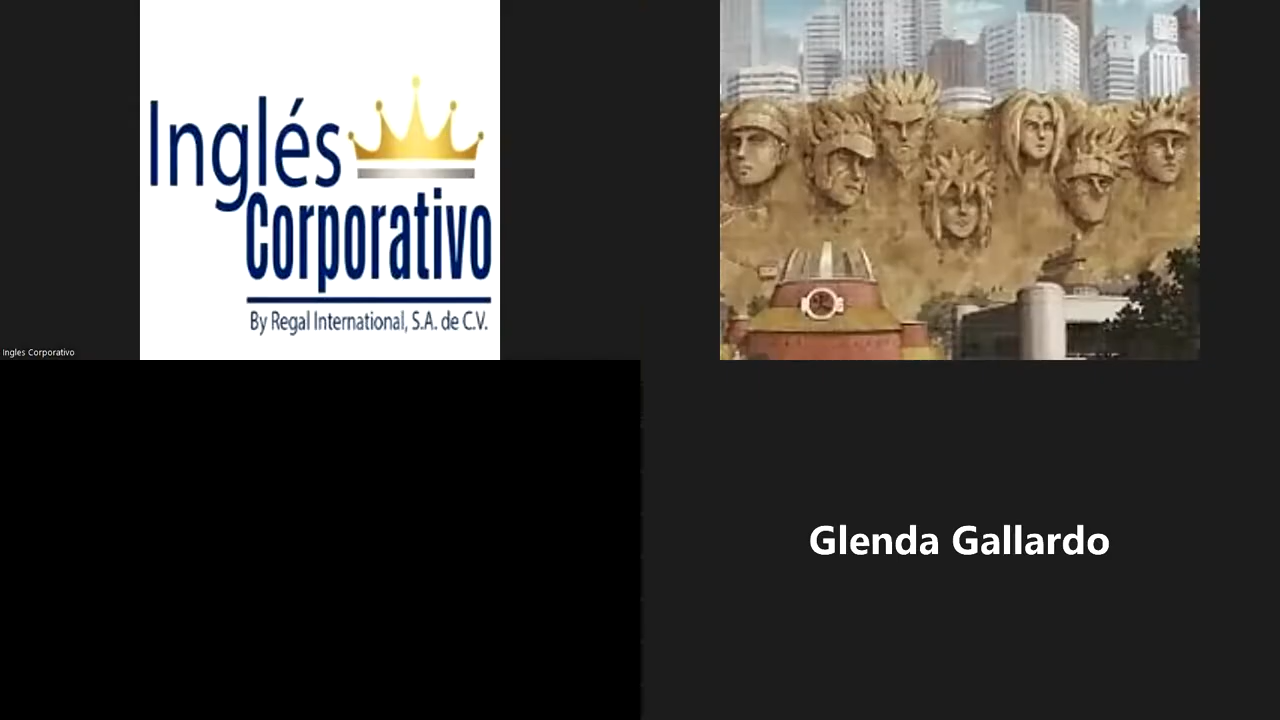 Inglés
Corporativo
By Regal International, S.A. de C.V.
Ingles Corporativo
Glenda Gallardo